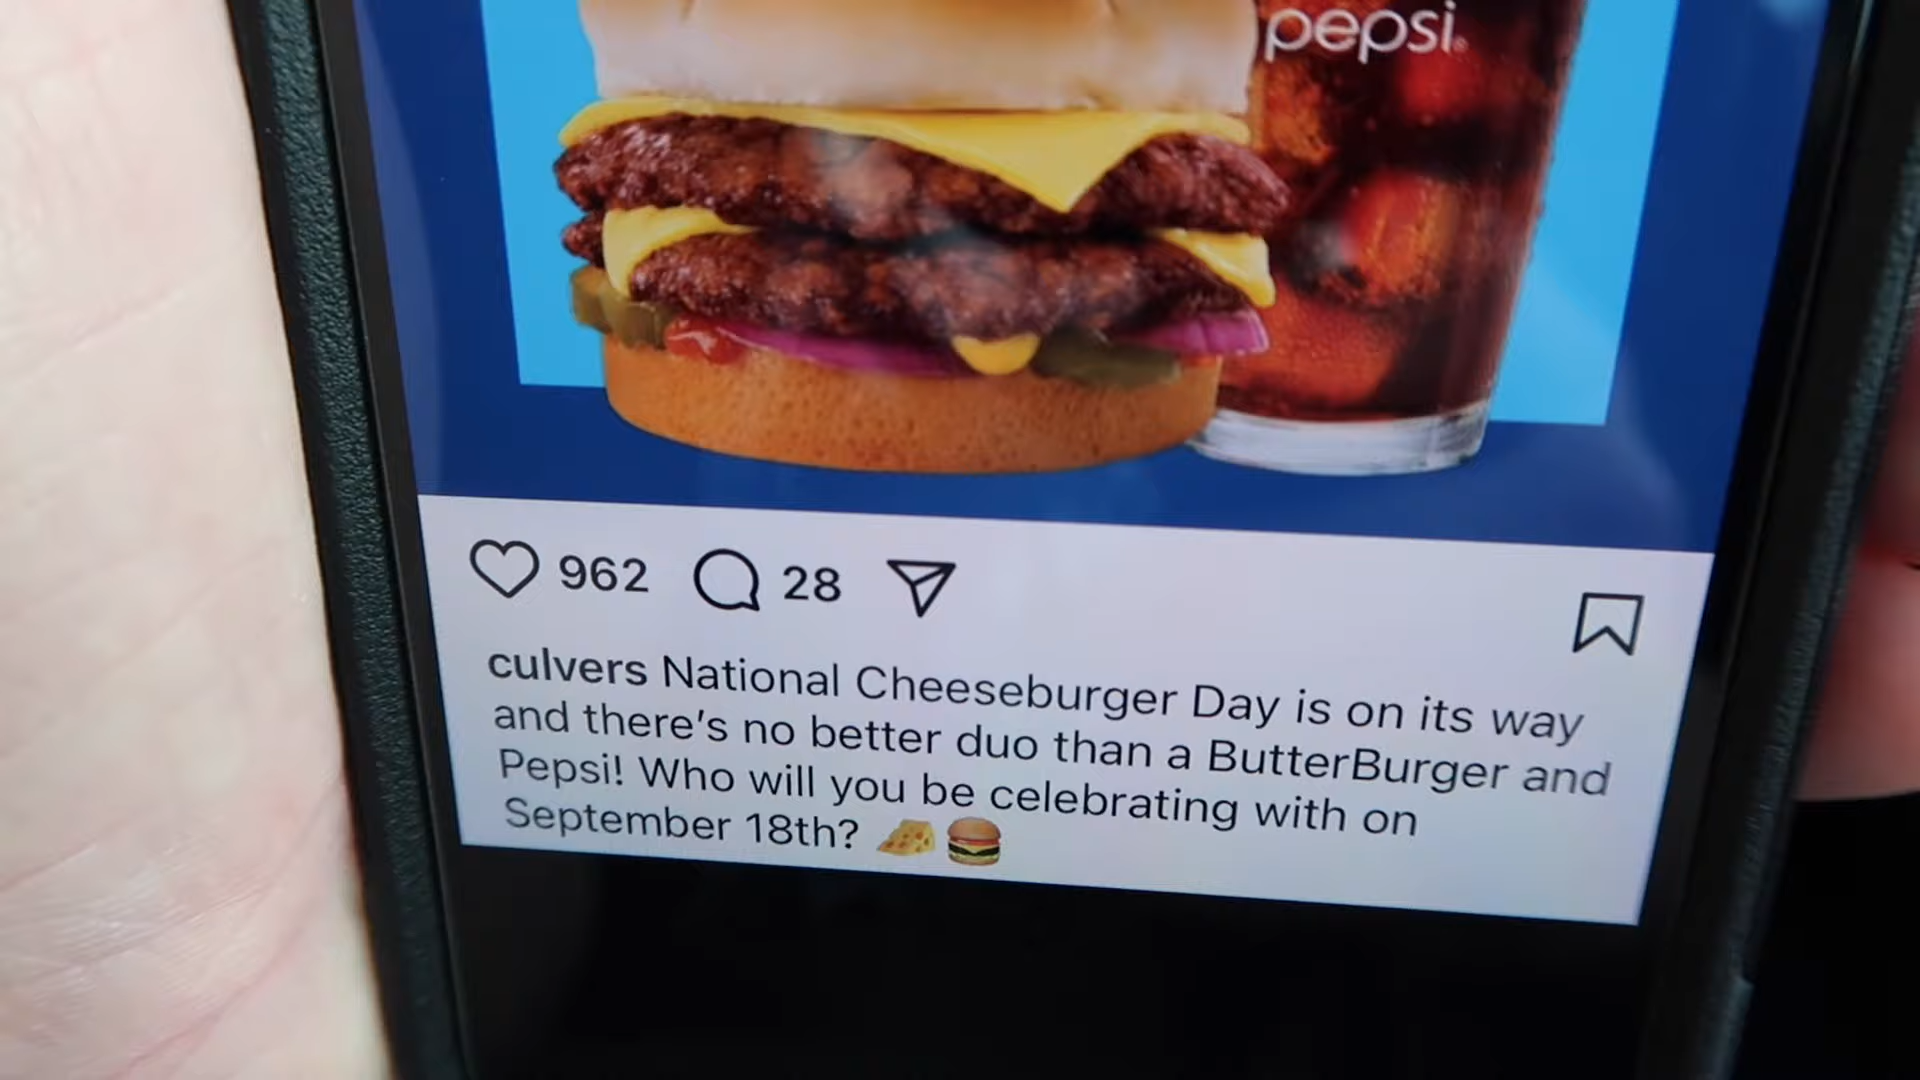 pepsi
962 28
culvers National Cheeseburger Day is on its way
and there's no better duo than a ButterBurger and
Pepsi! Who will you be celebrating with on
September 18th? 🧀🍔